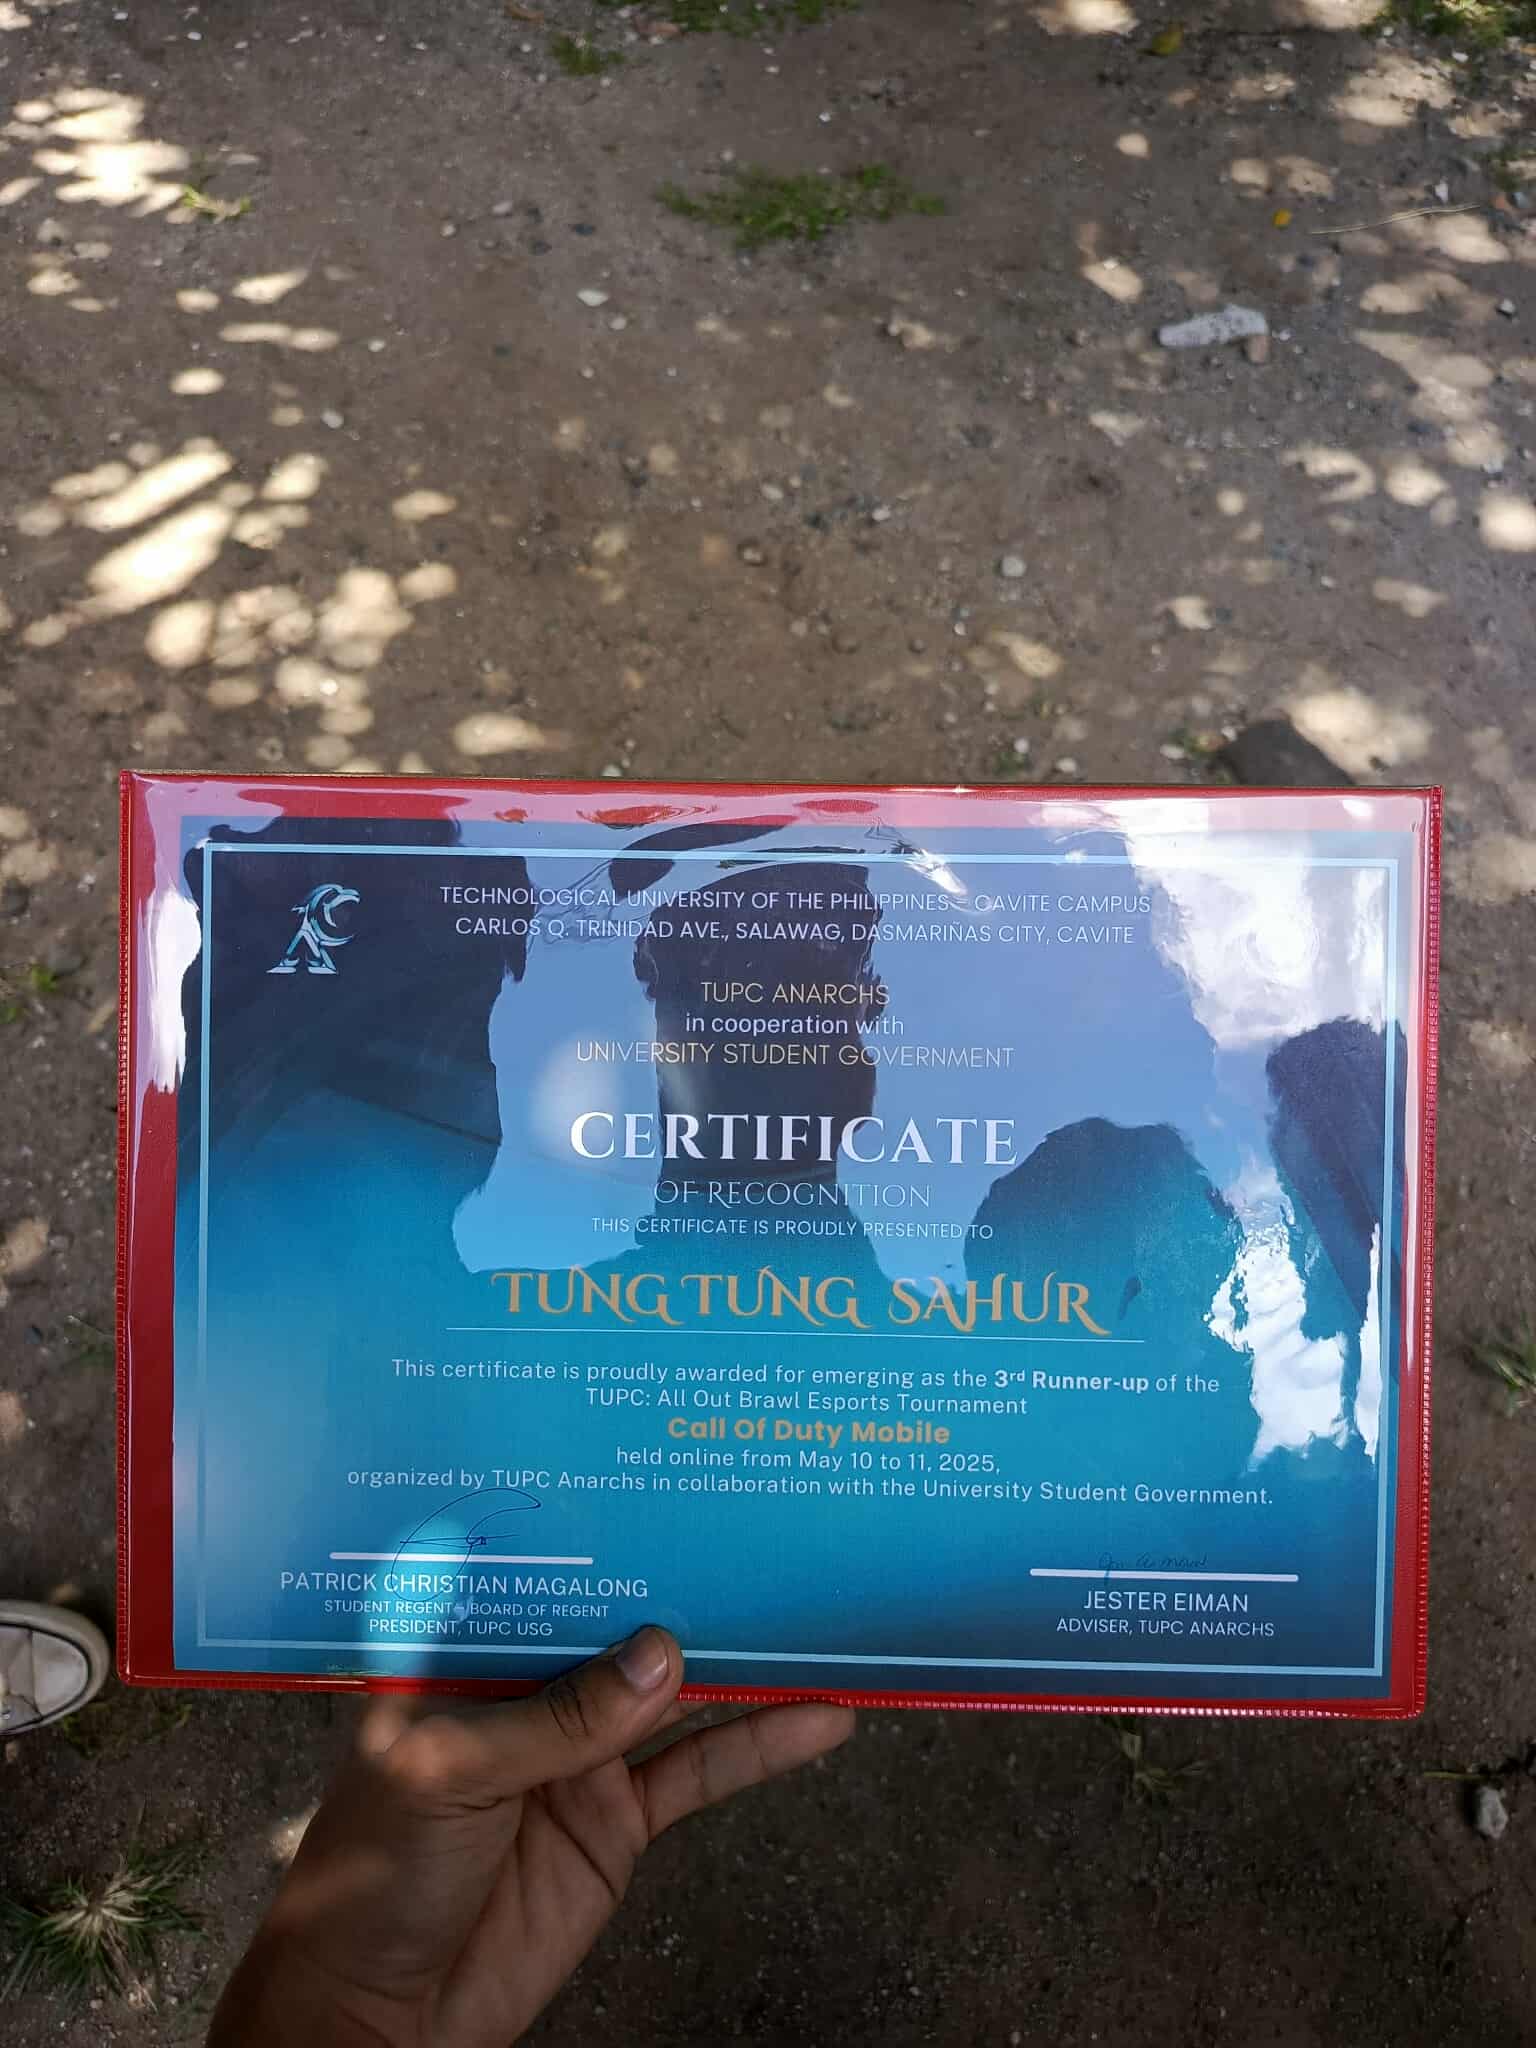 TECHNOLOGICAL UNIVERSITY OF THE PHILIPPINES - CAVITE CAMPUS
CARLOS Q. TRINIDAD AVE., SALAWAG, DASMARIÑAS CITY, CAVITE
TUPC ANARCHS
in cooperation with
UNIVERSITY STUDENT GOVERNMENT
CERTIFICATE
OF RECOGNITION
THIS CERTIFICATE IS PROUDLY PRESENTED TO
TUNG TUNG SAHUR
This certificate is proudly awarded for emerging as the 3rd Runner-up of the
TUPC: All Out Brawl Esports Tournament
Call Of Duty Mobile
held online from May 10 to 11, 2025,
organized by TUPC Anarchs in collaboration with the University Student Government.
PATRICK CHRISTIAN MAGALONG
STUDENT REGENT - BOARD OF REGENT
PRESIDENT, TUPC USG
JESTER EIMAN
ADVISER, TUPC ANARCHS